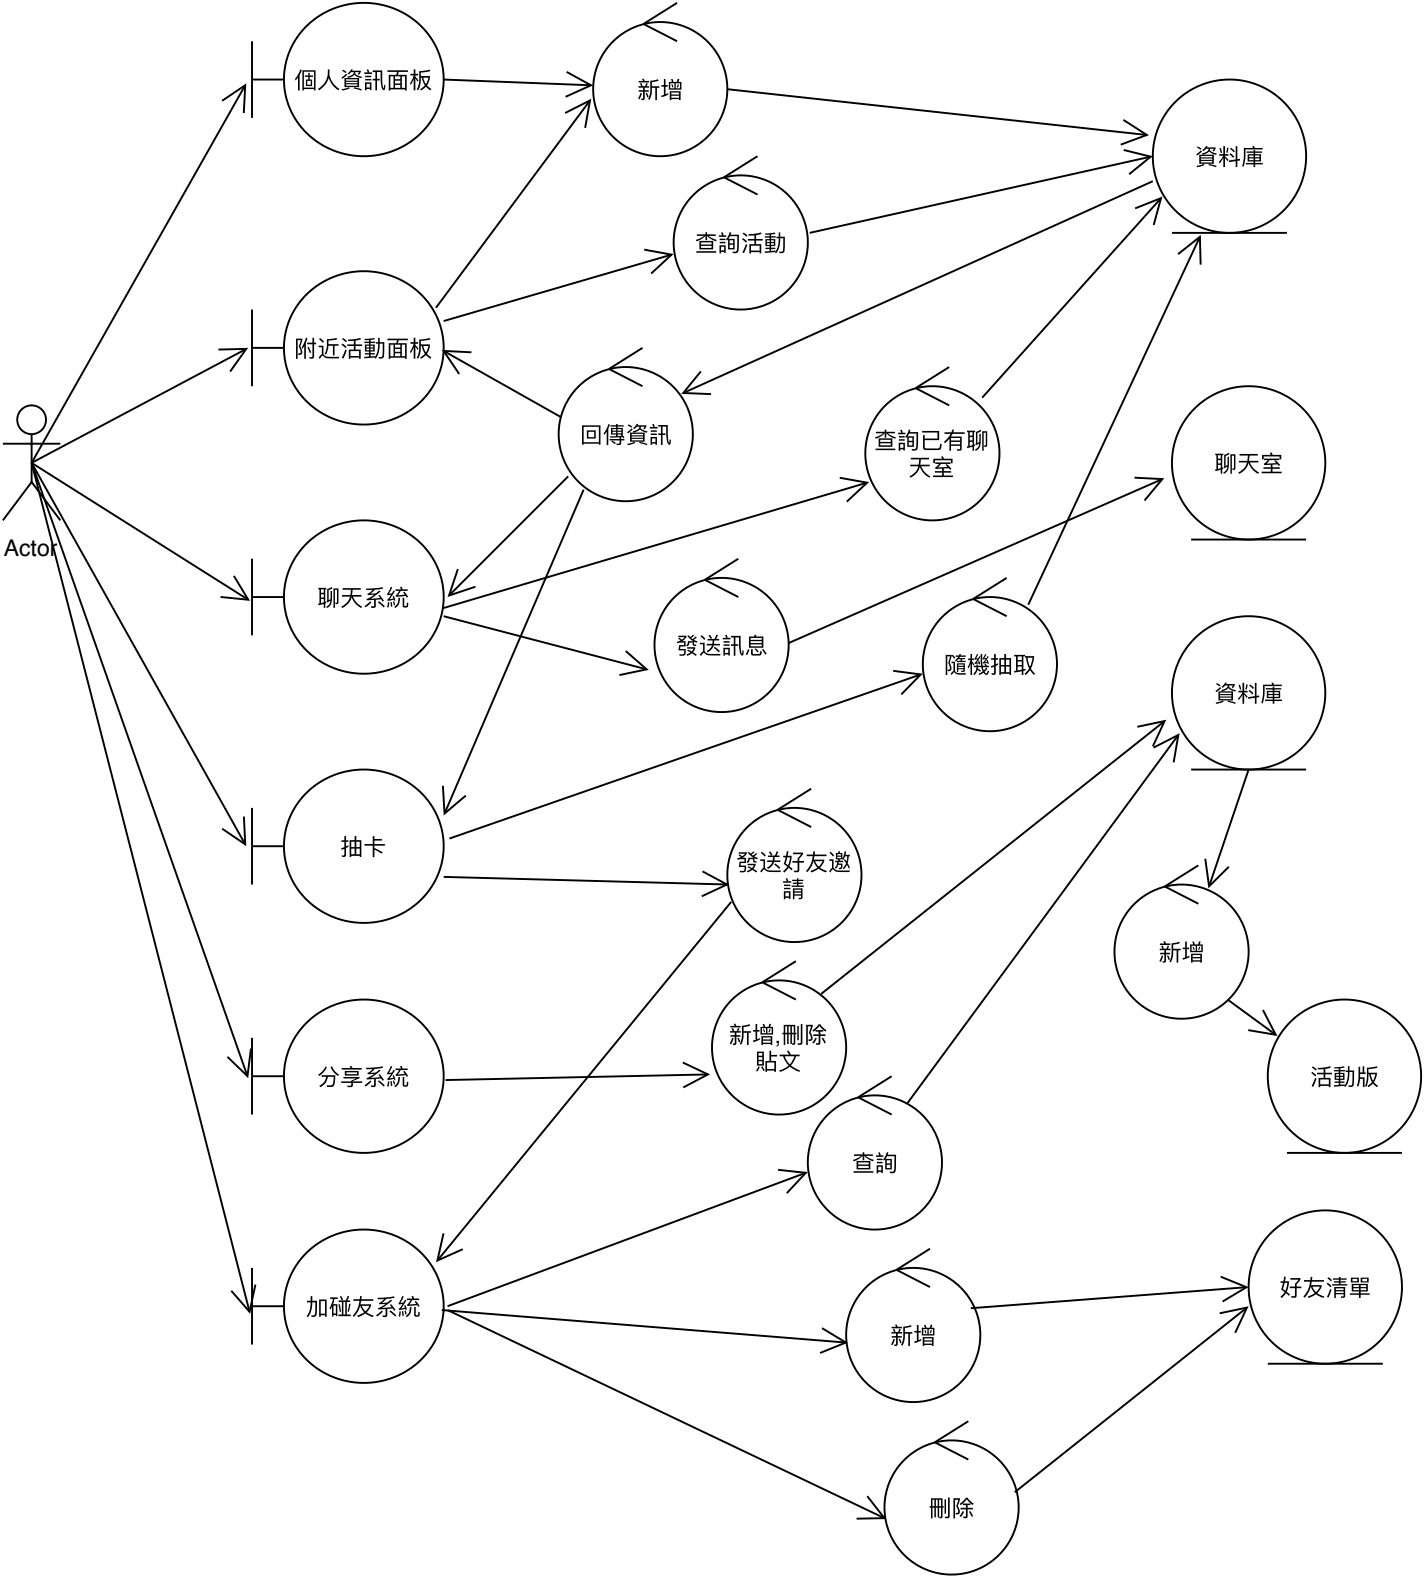 個人資訊面板
新增
資料庫
查詢活動
附近活動面板
回傳資訊
查詢已有聊
天室
聊天室
Actor
聊天系統
發送訊息
隨機抽取
資料庫
抽卡
發送好友邀
請
新增
新增,刪除
貼文
分享系統
活動版
查詢
加碰友系統
好友清單
新增
刪除